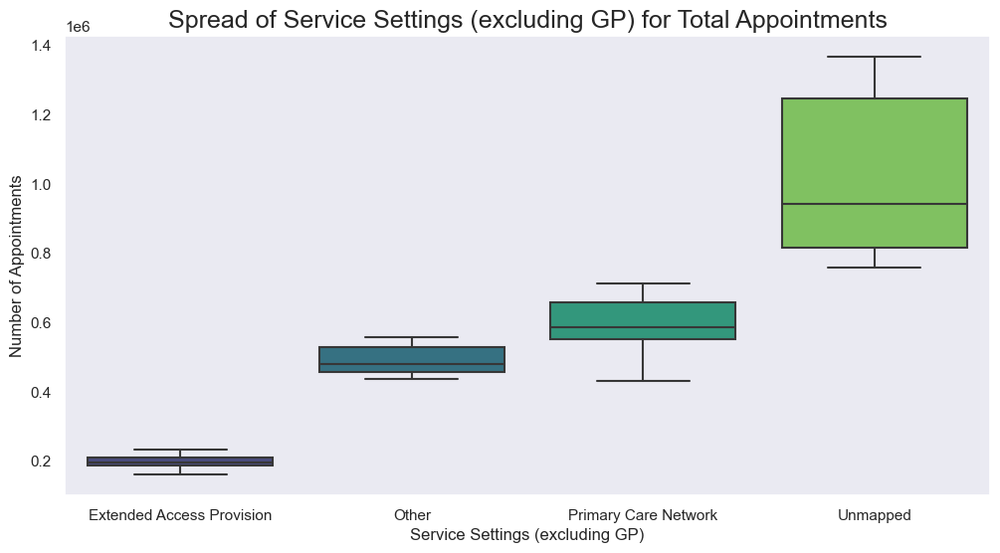 Spread of Service Settings (excluding GP) for Total Appointments
1e6
1.4
1.2
1.0
0.8
0.6
0.4
0.2
Number of Appointments
Extended Access Provision Other Primary Care Network Unmapped
Service Settings (excluding GP)